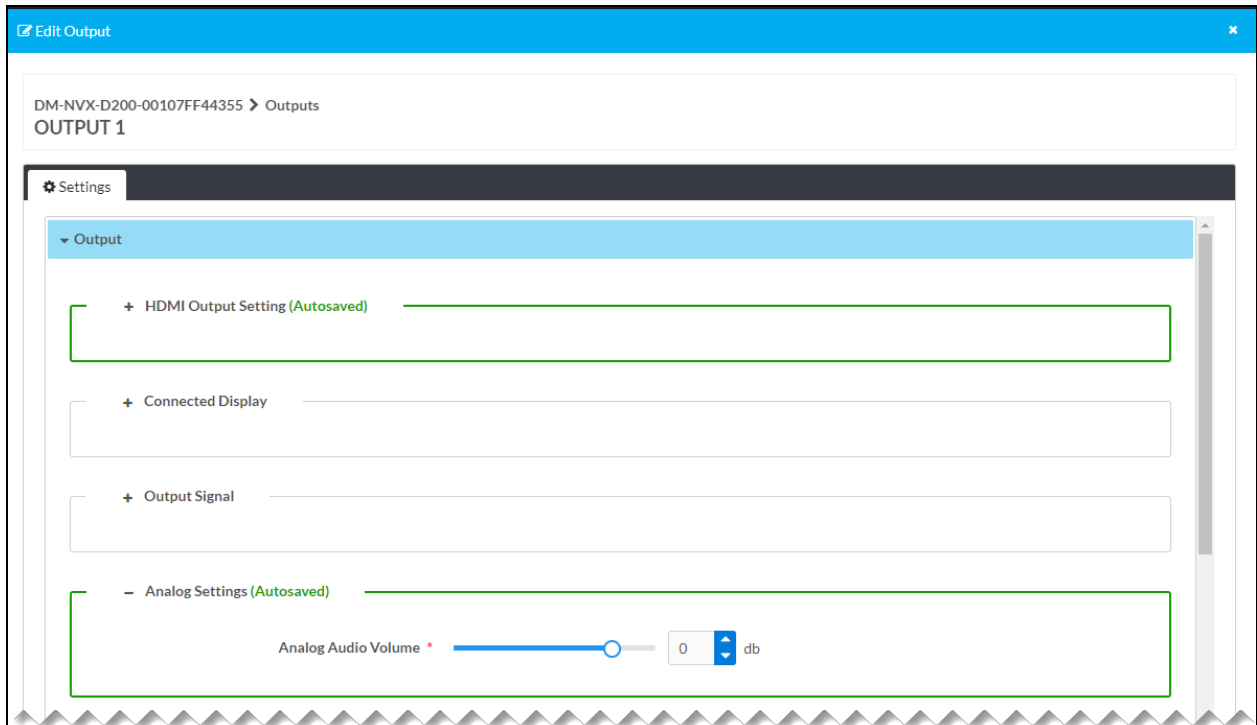 Edit Output
DM-NVX-D200-00107FF44355 > Outputs
OUTPUT 1
Settings
Output
+ HDMI Output Setting (Autosaved)
+ Connected Display
+ Output Signal
− Analog Settings (Autosaved)
Analog Audio Volume * 0 db